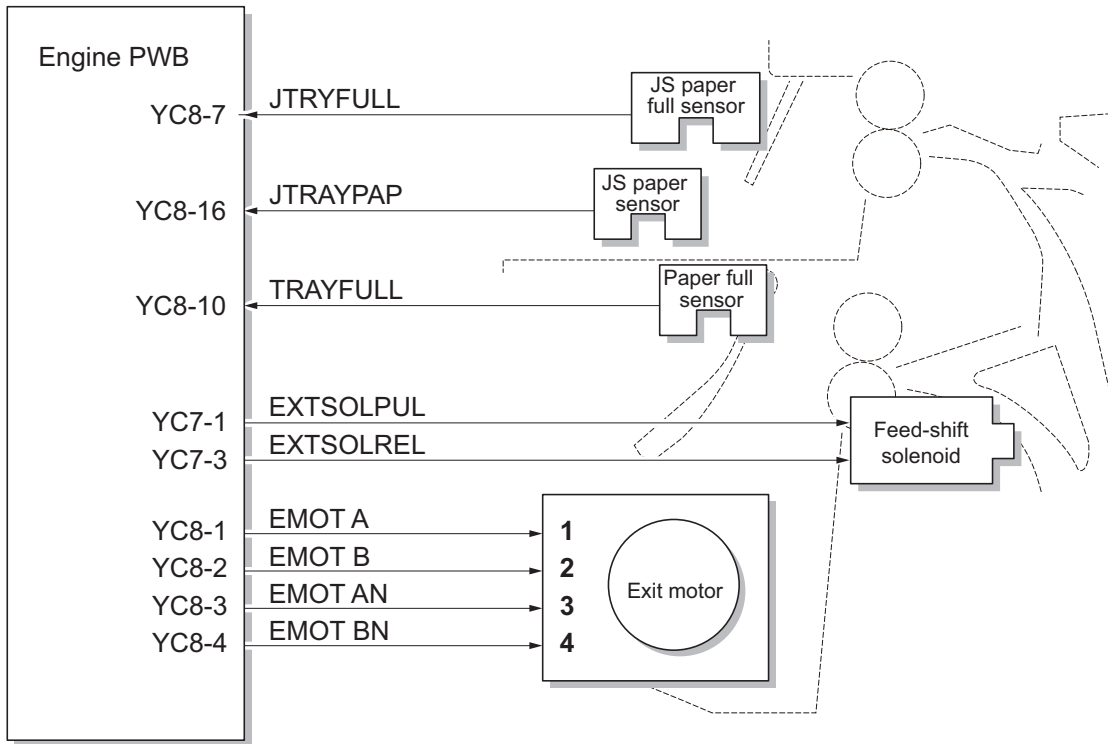 Engine PWB
YC8-7
JTRYFULL
JS paper
full sensor
YC8-16
JTRAYPAP
JS paper
sensor
YC8-10
TRAYFULL
Paper full
sensor
YC7-1
EXTSOLPUL
YC7-3
EXTSOLREL
Feed-shift
solenoid
YC8-1
EMOT A
1
YC8-2
EMOT B
2
YC8-3
EMOT AN
3
YC8-4
EMOT BN
4
Exit motor